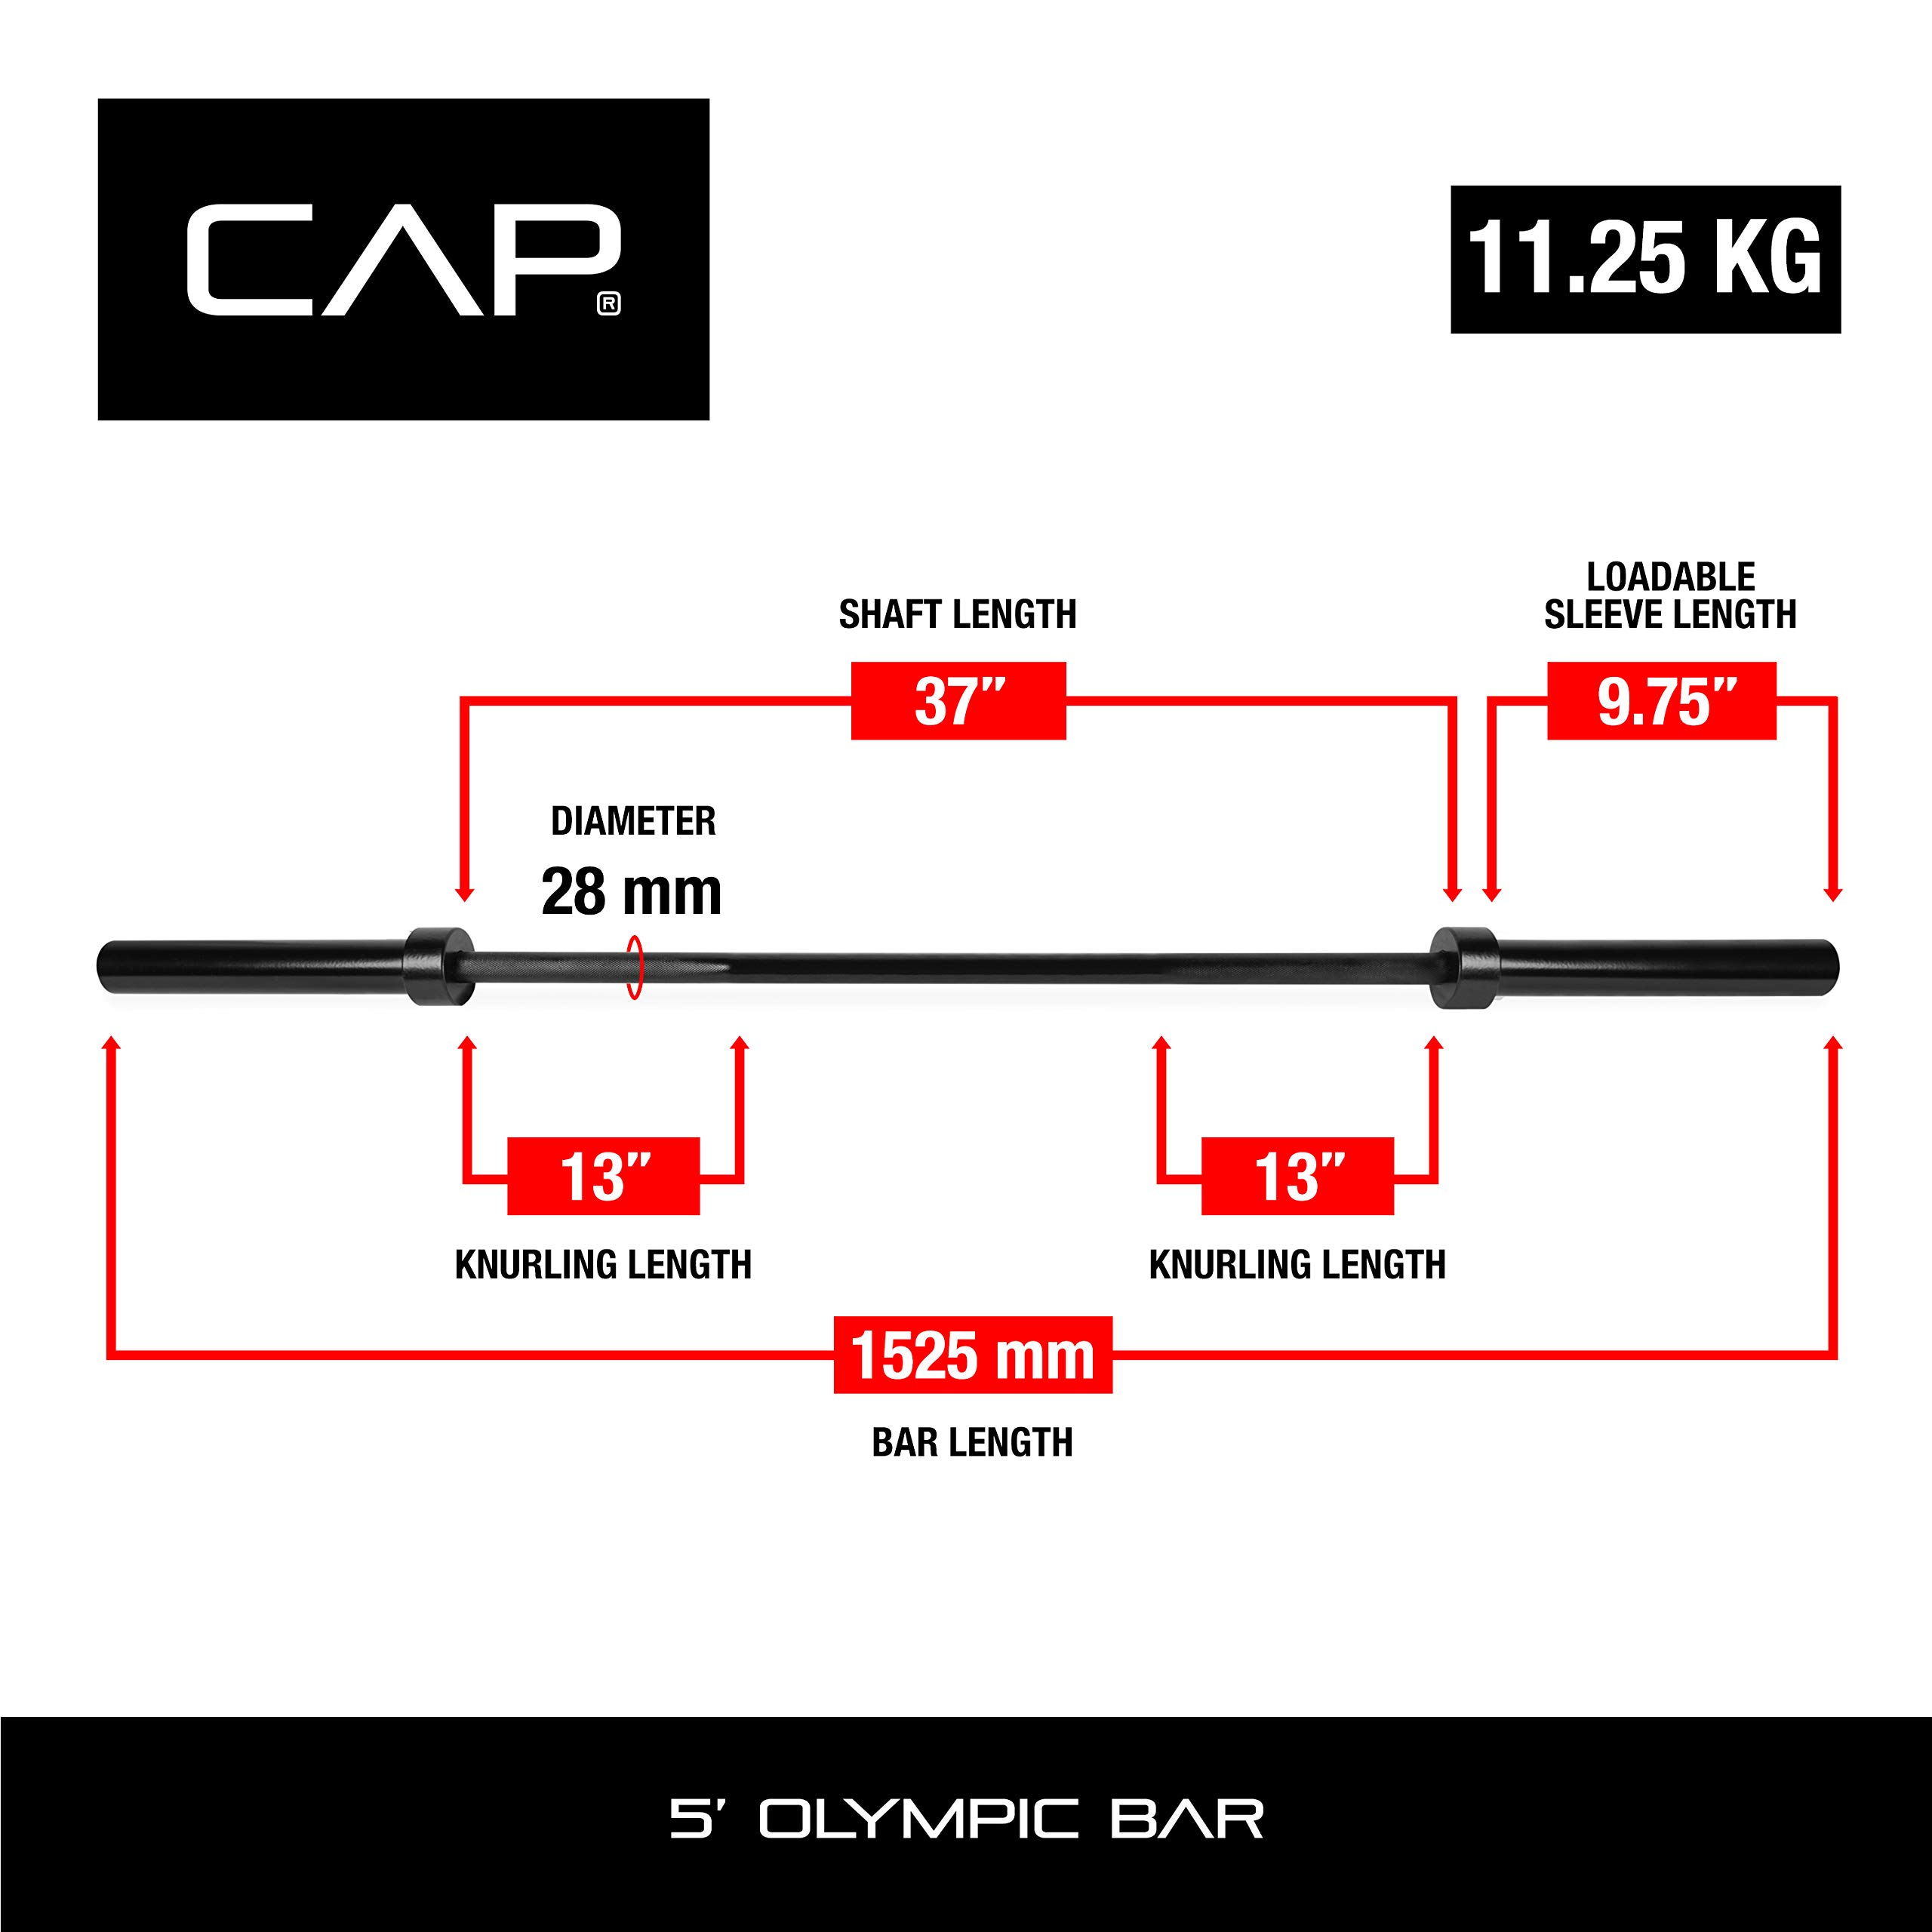 CAP®
11.25 KG
SHAFT LENGTH
37”
LOADABLE
SLEEVE LENGTH
9.75”
DIAMETER
28 mm
13”
KNURLING LENGTH
13”
KNURLING LENGTH
1525 mm
BAR LENGTH
5’ OLYMPIC BAR